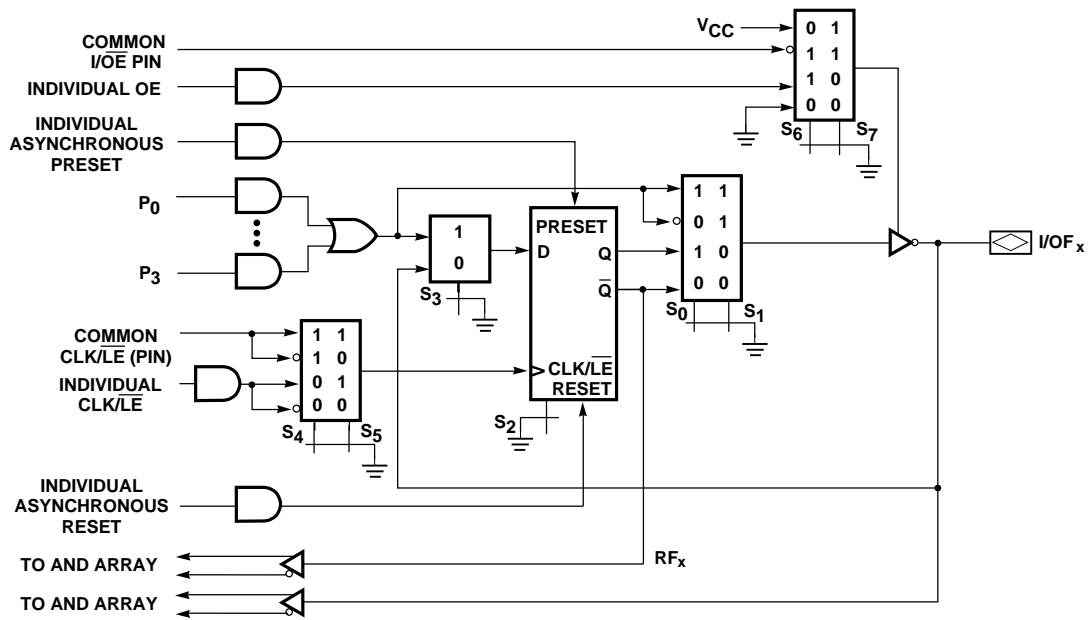 COMMON
I/OE PIN
INDIVIDUAL OE
INDIVIDUAL
ASYNCHRONOUS
PRESET
P0
P3
COMMON
CLK/LE (PIN)
INDIVIDUAL
CLK/LE
INDIVIDUAL
ASYNCHRONOUS
RESET
TO AND ARRAY
TO AND ARRAY
1 1
1 0
0 1
0 0
S4 S5
1
0
S3
PRESET
D Q
Q
CLK/LE
RESET
S2
1 1
0 1
1 0
0 0
S0 S1
VCC
0 1
1 1
1 0
0 0
S6 S7
I/OFx
RFx